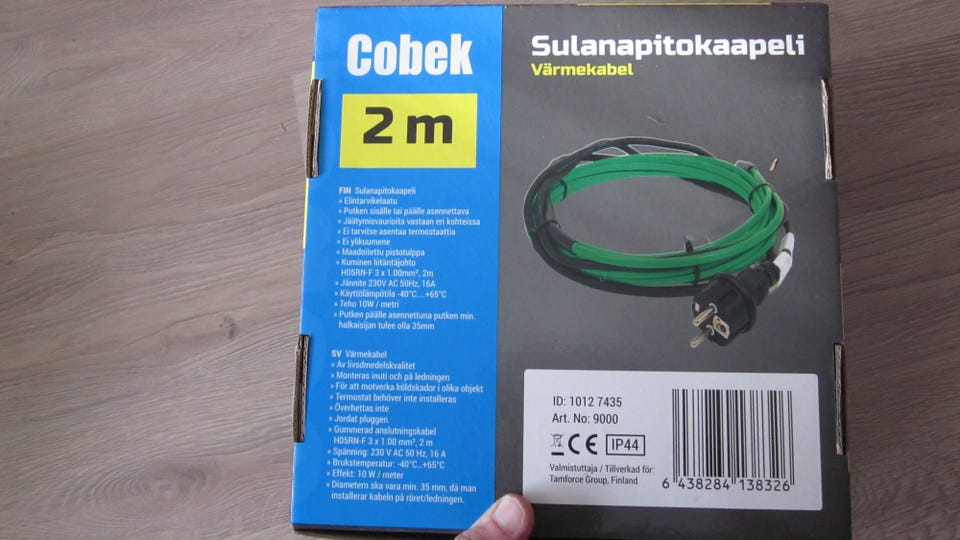 Cobek
2 m
FIN Sulanapitokaapeli
» Elintarvikelaatu
» Putken sisälle tai päälle asennettava
» Jäätymisvaurioita vastaan eri kohteissa
» Ei tarvitse asentaa termostaattia
» Ei ylikuumene
» Maadoitettu pistotulppa
» Kuminen liitäntäjohto
H05RN-F 3 x 1.00mm², 2m
» Jännite 230V AC 50Hz, 16A
» Käyttölämpötila -40°C....+65°C
» Teho 10W / metri
» Putken päälle asennettuna putken min.
halkaisijan tulee olla 35mm
SV Värmekabel
» Av livsdmedelskvalitet
» Monteras inuti och på ledningen
» För att motverka köldskador i olika objekt
» Termostat behöver inte installeras
» Överhettas inte
» Jordat pluggen
» Gummerad anslutningskabel
H05RN-F 3 x 1.00 mm², 2 m
» Spänning: 230 V AC 50 Hz, 16 A
» Brukstemperatur: -40°C...+65°C
» Effekt: 10 W / meter
» Diametern ska vara min. 35 mm, då man
installerar kabeln på röret/ledningen.
Sulanapitokaapeli
Värmekabel
ID: 1012 7435
Art. No: 9000
CE IP44
Valmistuttaja / Tillverkad för:
Tamforce Group, Finland
6 438284 138326